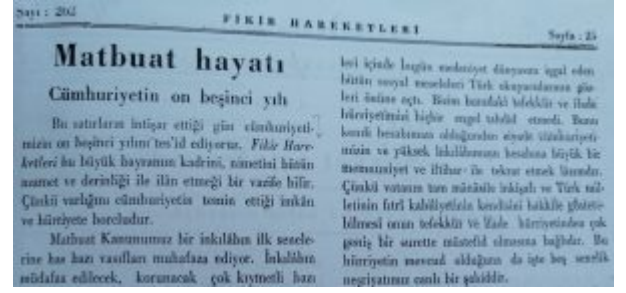 Sayı : 262
FİKİR HAREKETLERİ
Sayfa : 25
Matbuat hayatı
Cümhuriyetin on beşinci yılı
Bu satırların intişar ettiği gün cümhuriyeti-
mizin on beşinci yılını tes'id ediyoruz. Fikir Hare-
ketleri bu büyük bayramın kadrini, nimetini bütün
azamet ve derinliği ile ilân etmeği bir vazife bilir.
Çünkü varlığını cümhuriyetin temin ettiği imkân
ve hürriyete borcludur.
Matbuat Kanunumuz bir inkılâbın ilk senele-
rine has bazı vasıfları muhafaza ediyor. İnkılâbın
müdafaa edilecek, korunacak çok kıymetli bazı
leri içinde bugün medeniyet dünyasını işgal eden
bütün sosyal meseleleri Türk okuyucularının göz-
leri önüne açtı. Bizim buradaki tefekkür ve ifade
hürriyetimizi hiçbir engel tahdid etmedi. Bunu
kendi hesabımıza olduğundan ziyade cümhuriyeti-
mizin ve yüksek İnkılâbımızın hesabına büyük bir
memnuniyet ve iftihar ile tekrar etmek lâzımdır.
Çünkü vatanın tam mânâsile inkişafı ve Türk mil-
letinin fıtrî kabiliyetinin kendisini hakkile göstere-
bilmesi onun tefekkür ve ifade hürriyetinden çok
geniş bir surette müstefid olmasına bağlıdır. Bu
hürriyetin mevcud olduğuna da işte beş senelik
neşriyatımız canlı bir şahiddir.